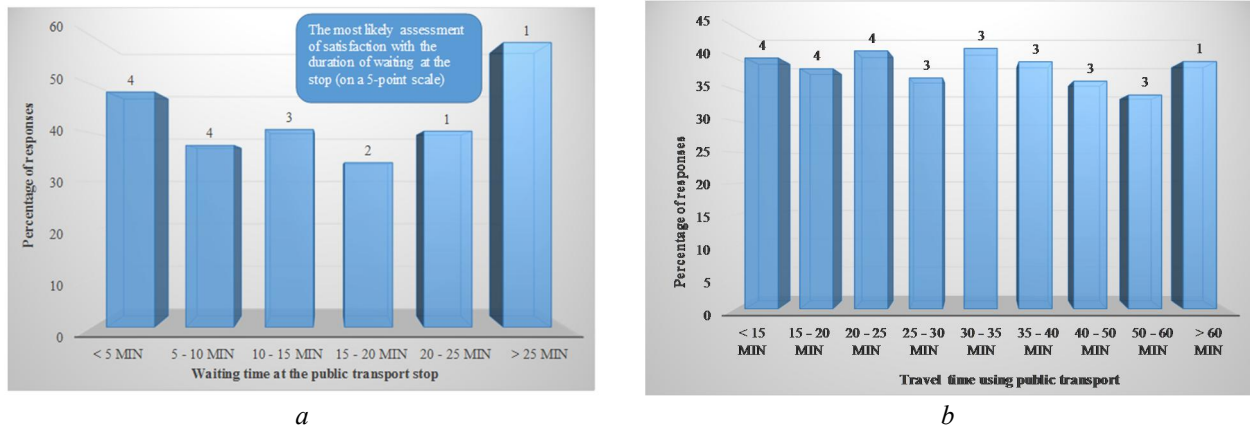 60
50
40
30
20
10
0
Percentage of responses
The most likely assessment
of satisfaction with the
duration of waiting at the
stop (on a 5-point scale)
4
4
3
2
1
1
< 5 MIN
5 - 10 MIN
10 - 15 MIN
15 - 20 MIN
20 - 25 MIN
> 25 MIN
Waiting time at the public transport stop
a
45
40
35
30
25
20
15
10
5
0
Percentage of responses
4
4
4
3
3
3
3
3
1
< 15
MIN
15 – 20
MIN
20 – 25
MIN
25 – 30
MIN
30 – 35
MIN
35 – 40
MIN
40 – 50
MIN
50 – 60
MIN
> 60
MIN
Travel time using public transport
b